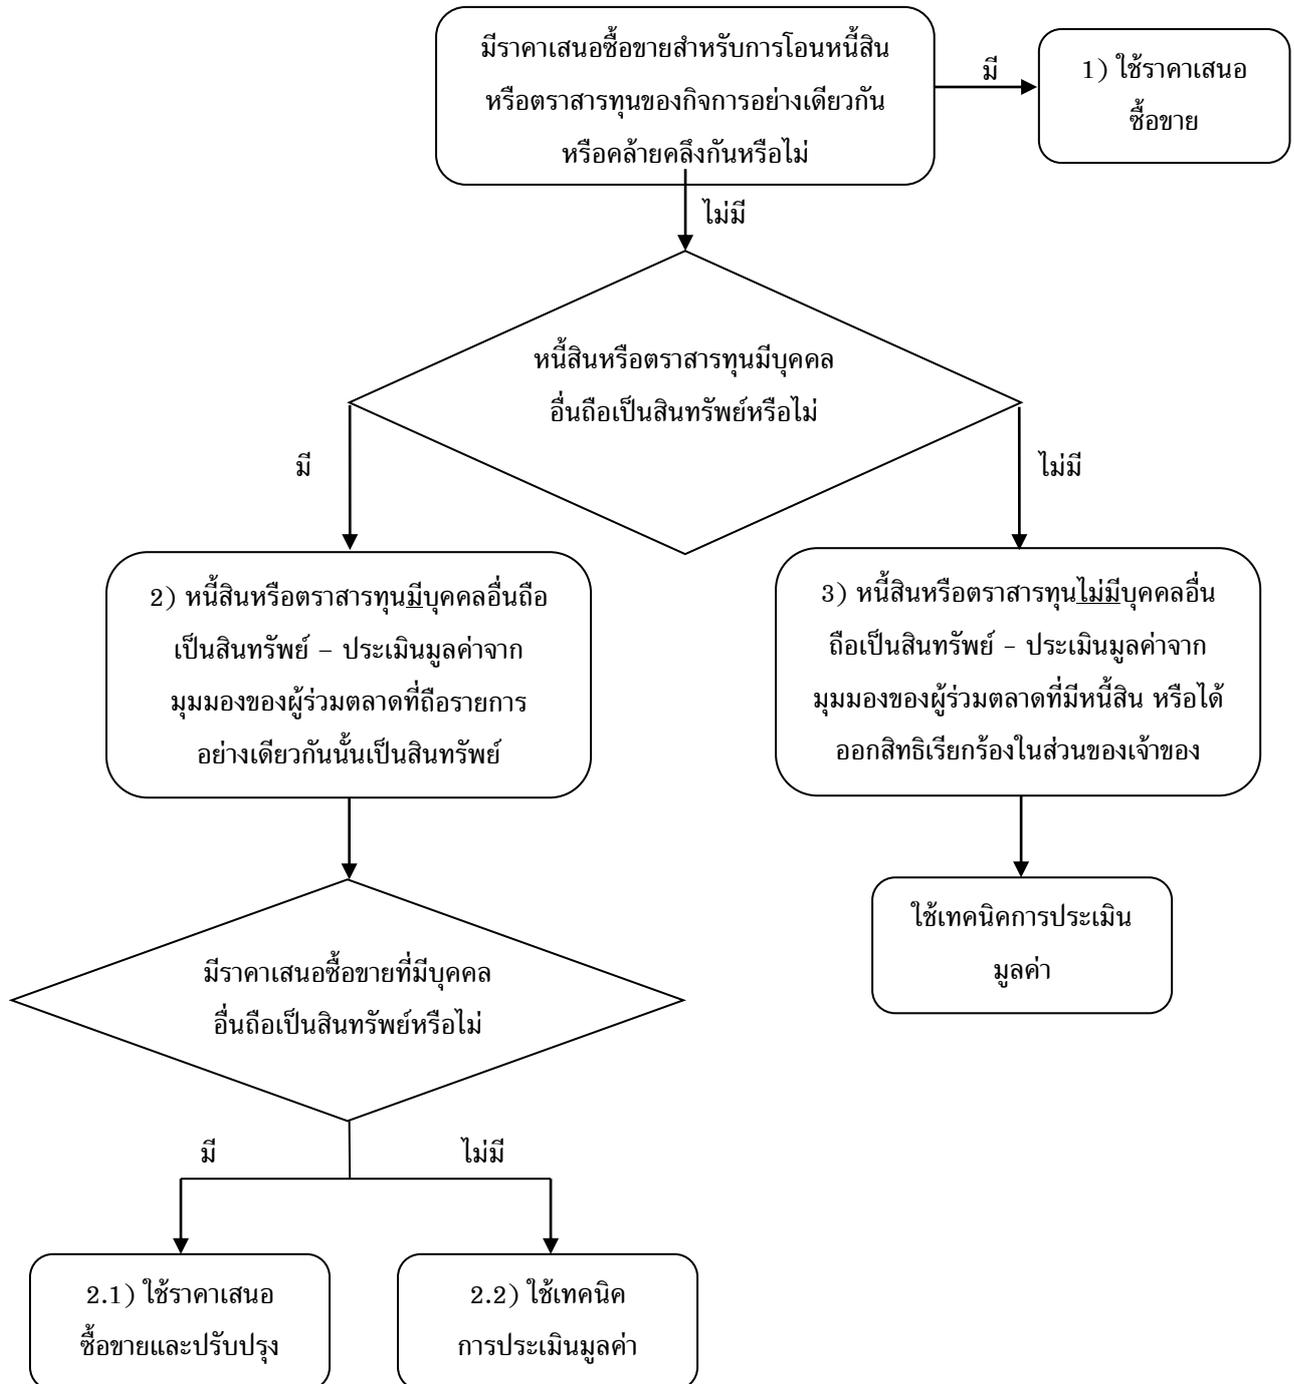 มีราคาเสนอซื้อขายสำหรับการโอนหนี้สิน
หรือตราสารทุนของกิจการอย่างเดียวกัน
หรือคล้ายคลึงกันหรือไม่
มี
1) ใช้ราคาเสนอ
ซื้อขาย
ไม่มี
หนี้สินหรือตราสารทุนมีบุคคล
อื่นถือเป็นสินทรัพย์หรือไม่
มี
ไม่มี
2) หนี้สินหรือตราสารทุนมีบุคคลอื่นถือ
เป็นสินทรัพย์ – ประเมินมูลค่าจาก
มุมมองของผู้ร่วมตลาดที่ถือรายการ
อย่างเดียวกันนั้นเป็นสินทรัพย์
3) หนี้สินหรือตราสารทุนไม่มีบุคคลอื่น
ถือเป็นสินทรัพย์ - ประเมินมูลค่าจาก
มุมมองของผู้ร่วมตลาดที่มีหนี้สิน หรือได้
ออกสิทธิเรียกร้องในส่วนของเจ้าของ
ใช้เทคนิคการประเมิน
มูลค่า
มีราคาเสนอซื้อขายที่มีบุคคล
อื่นถือเป็นสินทรัพย์หรือไม่
มี
ไม่มี
2.1) ใช้ราคาเสนอ
ซื้อขายและปรับปรุง
2.2) ใช้เทคนิค
การประเมินมูลค่า